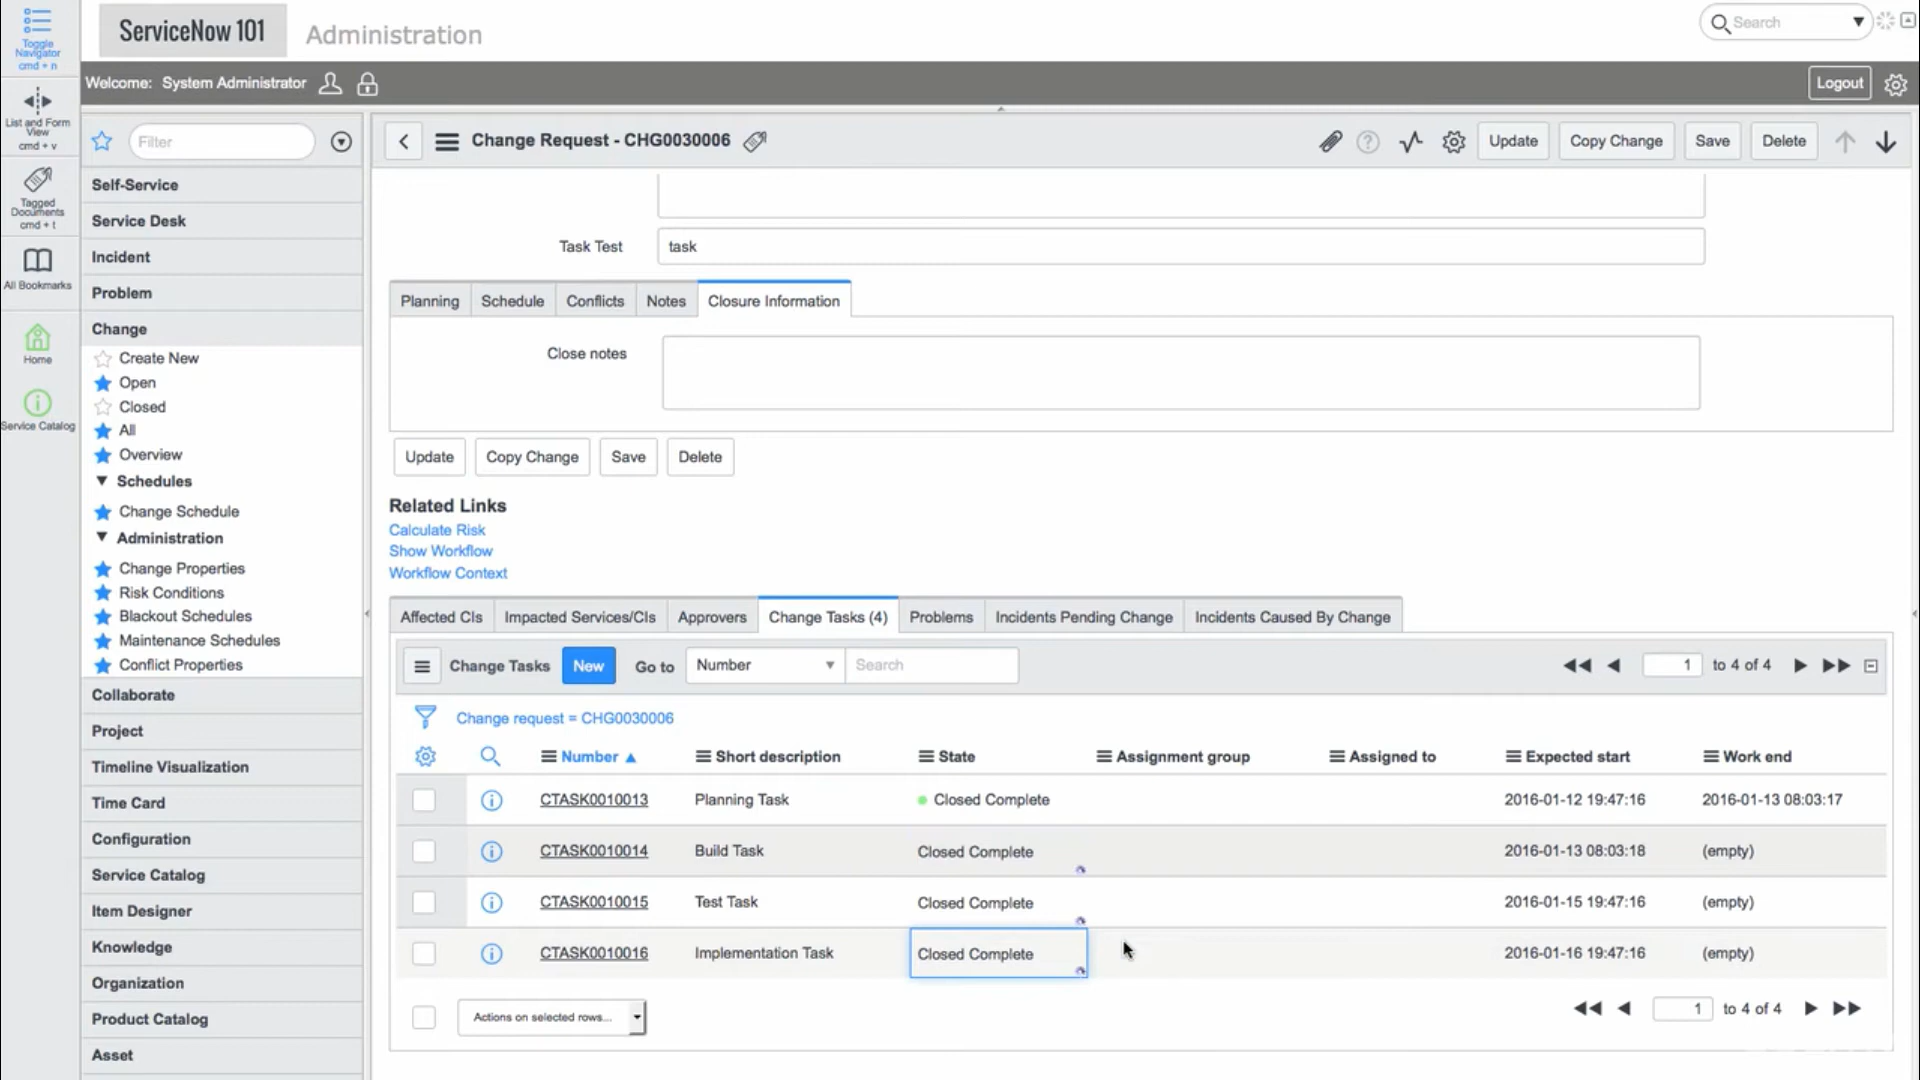 Toggle
Navigator
cmd + n
ServiceNow 101
Administration
Search
Welcome: System Administrator
Logout
List and Form
View
cmd + v
Tagged
Documents
cmd + t
All Bookmarks
Home
Service Catalog
Filter
Self-Service
Service Desk
Incident
Problem
Change
Create New
Open
Closed
All
Overview
Schedules
Change Schedule
Administration
Change Properties
Risk Conditions
Blackout Schedules
Maintenance Schedules
Conflict Properties
Collaborate
Project
Timeline Visualization
Time Card
Configuration
Service Catalog
Item Designer
Knowledge
Organization
Product Catalog
Asset
Change Request - CHG0030006
Update Copy Change Save Delete
Task Test task
Planning Schedule Conflicts Notes Closure Information
Close notes
Update Copy Change Save Delete
Related Links
Calculate Risk
Show Workflow
Workflow Context
Affected CIs Impacted Services/CIs Approvers Change Tasks (4) Problems Incidents Pending Change Incidents Caused By Change
Change Tasks New Go to Number Search 1 to 4 of 4
Change request = CHG0030006
Number Short description State Assignment group Assigned to Expected start Work end
CTASK0010013 Planning Task Closed Complete 2016-01-12 19:47:16 2016-01-13 08:03:17
CTASK0010014 Build Task Closed Complete 2016-01-13 08:03:18 (empty)
CTASK0010015 Test Task Closed Complete 2016-01-15 19:47:16 (empty)
CTASK0010016 Implementation Task Closed Complete 2016-01-16 19:47:16 (empty)
Actions on selected rows... 1 to 4 of 4